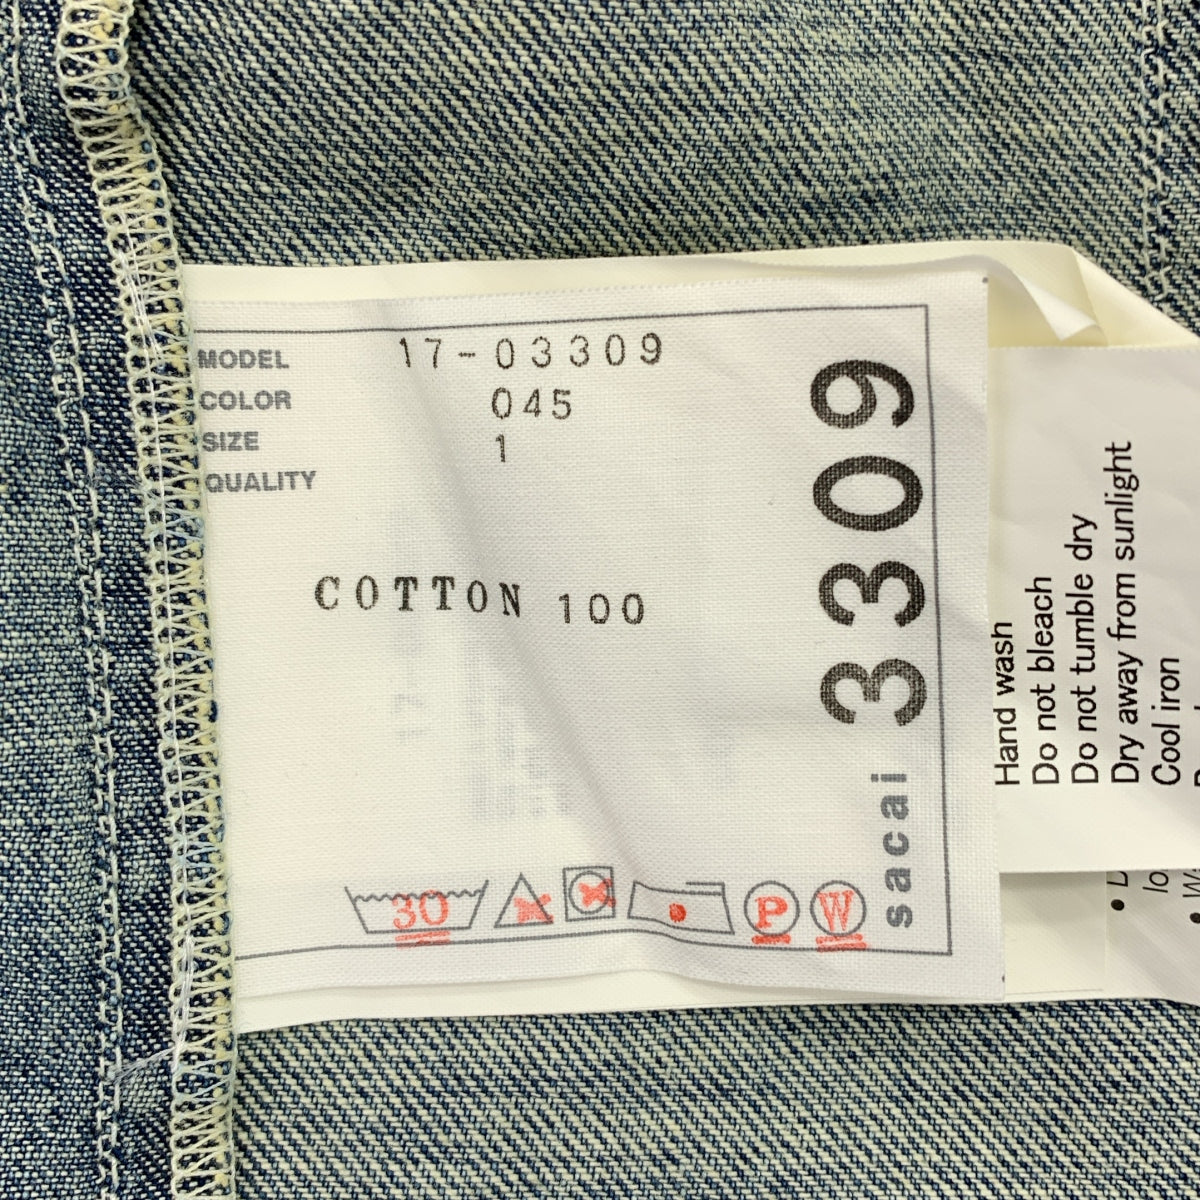 MODEL 17-03309
COLOR 045
SIZE 1
QUALITY
COTTON 100
30
P
W
sacai 3309
Hand wash
Do not bleach
Do not tumble dry
Dry away from sunlight
Cool iron